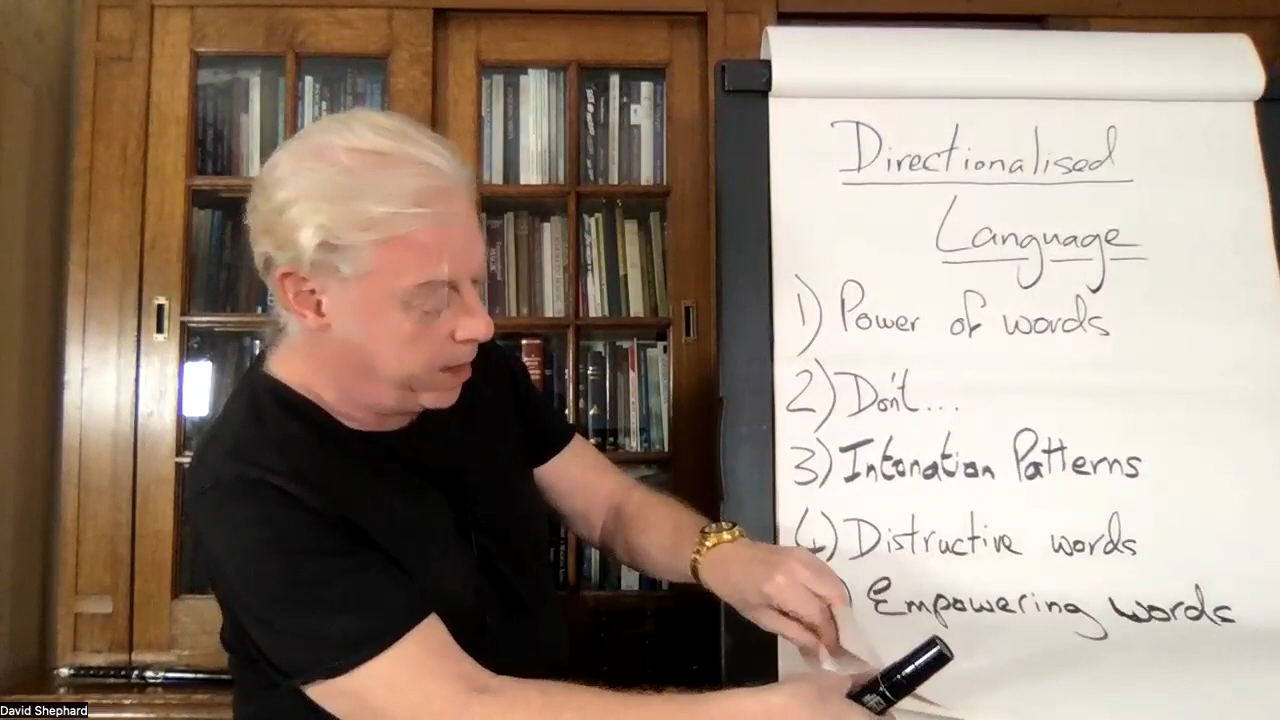 Directionalised
Language
1) Power of words
2) Don't...
3) Intonation Patterns
4) Distructive words
) Empowering words
David Shephard